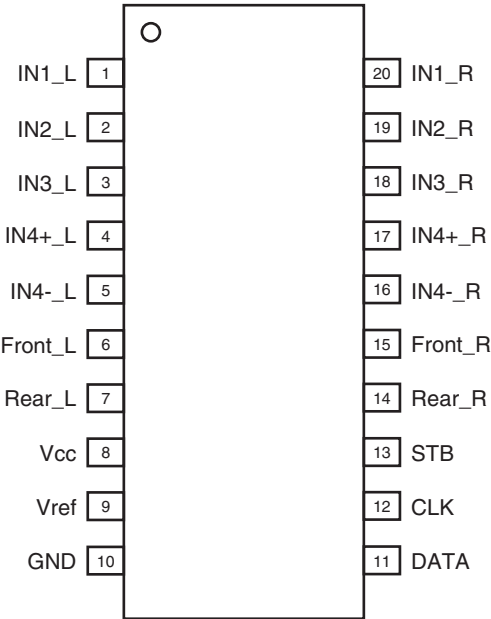 IN1_L 1 20 IN1_R
IN2_L 2 19 IN2_R
IN3_L 3 18 IN3_R
IN4+_L 4 17 IN4+_R
IN4-_L 5 16 IN4-_R
Front_L 6 15 Front_R
Rear_L 7 14 Rear_R
Vcc 8 13 STB
Vref 9 12 CLK
GND 10 11 DATA